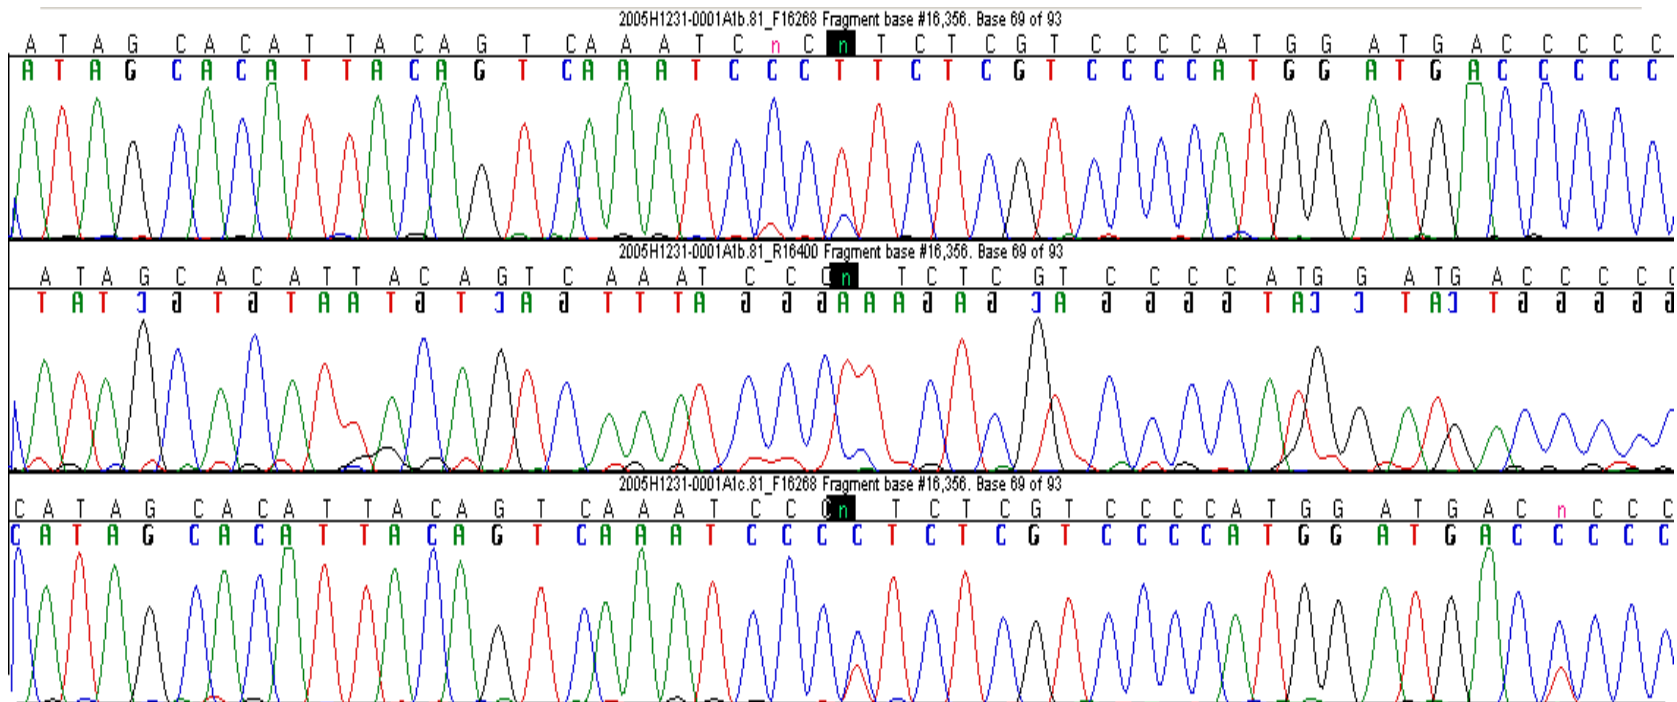 2005H1231-0001A1b.81_F16268 Fragment base #16,356. Base 69 of 93
A T A G C A C A T T A C A G T C A A A T C n C n T C T C G T C C C C A T G G A T G A C C C C C
A T A G C A C A T T A C A G T C A A A T C C C T T C T C G T C C C C A T G G A T G A C C C C C
2005H1231-0001A1b.81_R16400 Fragment base #16,356. Base 69 of 93
A T A G C A C A T T A C A G T C A A A T C C C n T C T C G T C C C C A T G G A T G A C C C C C
T A T C G T G T A A T G T C A G T T T A G G G A A A G A G C A G G G G T A C C T A C T G G G G G
2005H1231-0001A1c.81_F16268 Fragment base #16,356. Base 69 of 93
C A T A G C A C A T T A C A G T C A A A T C C C n T C T C G T C C C C A T G G A T G A C n C C C
C A T A G C A C A T T A C A G T C A A A T C C C C T C T C G T C C C C A T G G A T G A C C C C C